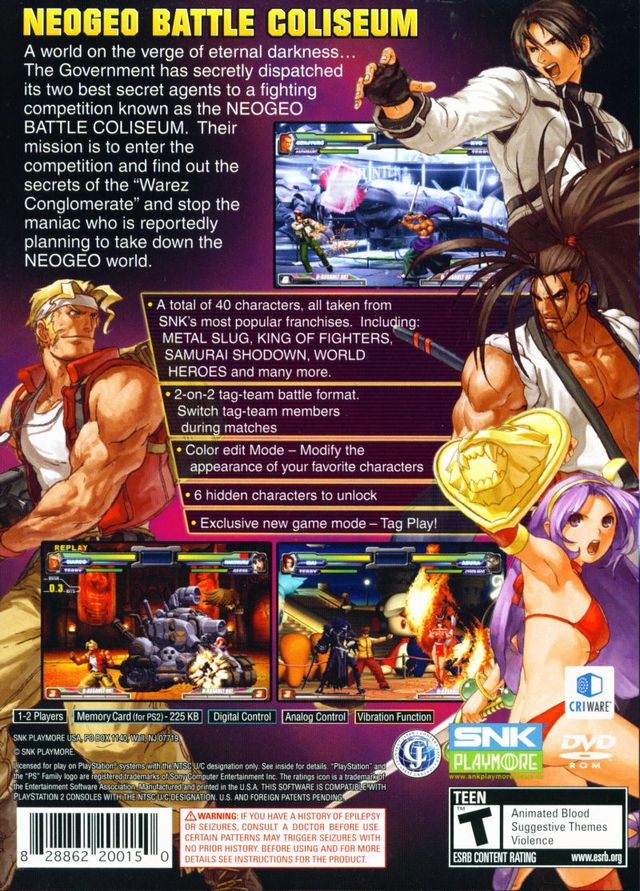 NEOGEO BATTLE COLISEUM
A world on the verge of eternal darkness...
The Government has secretly dispatched
its two best secret agents to a fighting
competition known as the NEOGEO
BATTLE COLISEUM. Their
mission is to enter the
competition and find out the
secrets of the “Warez
Conglomerate” and stop the
maniac who is reportedly
planning to take down the
NEOGEO world.
• A total of 40 characters, all taken from
SNK's most popular franchises. Including:
METAL SLUG, KING OF FIGHTERS,
SAMURAI SHODOWN, WORLD
HEROES and many more.
• 2-on-2 tag-team battle format.
Switch tag-team members
during matches
• Color edit Mode – Modify the
appearance of your favorite characters
• 6 hidden characters to unlock
• Exclusive new game mode – Tag Play!
REPLAY
1-2 Players
Memory Card (for PS2) - 225 KB
Digital Control
Analog Control
Vibration Function
CRIWARE
SNK PLAYMORE USA, PO BOX 1140, Wall, NJ 07719
© SNK PLAYMORE.
Licensed for play on PlayStation® systems with the NTSC U/C designation only. See inside for details. "PlayStation" and
the "PS" Family logo are registered trademarks of Sony Computer Entertainment Inc. The ratings icon is a trademark of
the Entertainment Software Association. Manufactured and printed in the U.S.A. THIS SOFTWARE IS COMPATIBLE WITH
PLAYSTATION 2 CONSOLES WITH THE NTSC U/C DESIGNATION. U.S. AND FOREIGN PATENTS PENDING.
SNK
PLAYMORE
DVD
ROM
8 28862 20015 0
WARNING: IF YOU HAVE A HISTORY OF EPILEPSY
OR SEIZURES, CONSULT A DOCTOR BEFORE USE.
CERTAIN PATTERNS MAY TRIGGER SEIZURES WITH
NO PRIOR HISTORY. BEFORE USING AND FOR MORE
DETAILS SEE INSTRUCTIONS FOR THE PRODUCT.
TEEN
T
Animated Blood
Suggestive Themes
Violence
ESRB CONTENT RATING
www.esrb.org